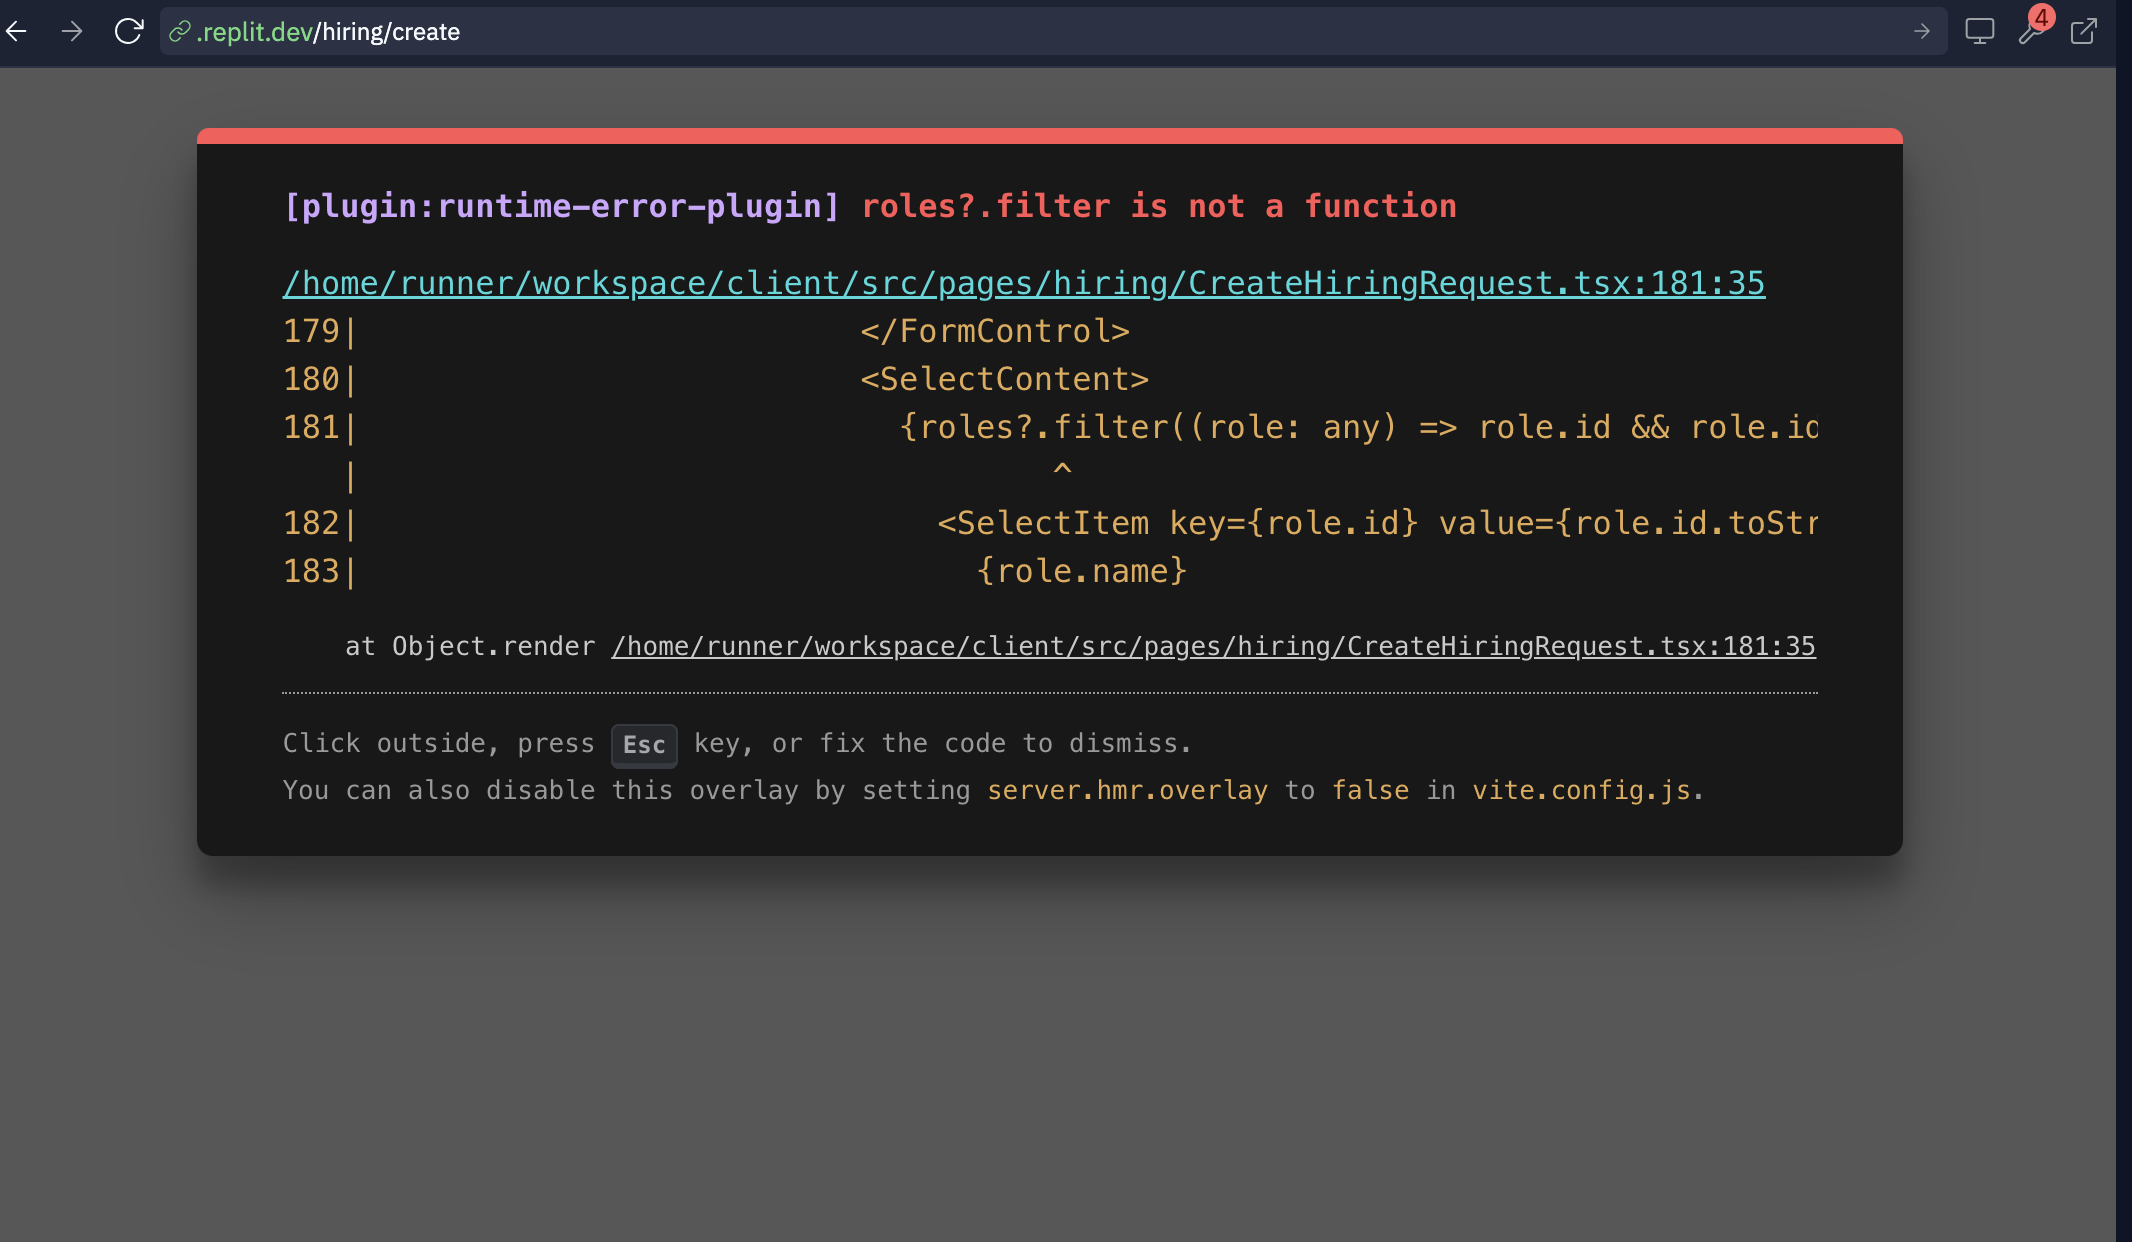 .replit.dev/hiring/create
4
[plugin:runtime-error-plugin] roles?.filter is not a function
/home/runner/workspace/client/src/pages/hiring/CreateHiringRequest.tsx:181:35
179|                          </FormControl>
180|                          <SelectContent>
181|                            {roles?.filter((role: any) => role.id && role.id
   |                                    ^
182|                              <SelectItem key={role.id} value={role.id.toStr
183|                                {role.name}
at Object.render /home/runner/workspace/client/src/pages/hiring/CreateHiringRequest.tsx:181:35
Click outside, press Esc key, or fix the code to dismiss.
You can also disable this overlay by setting server.hmr.overlay to false in vite.config.js.